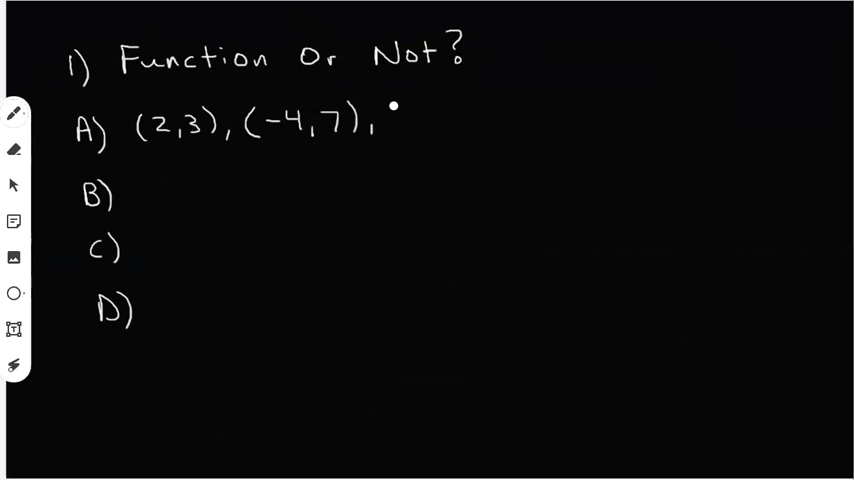 1) Function Or Not?
A) (2,3), (-4,7),
B)
C)
D)